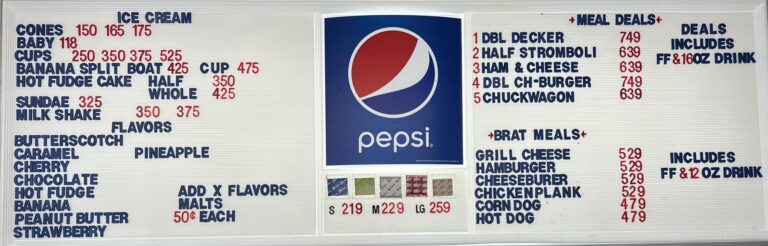 ICE CREAM
CONES 150 165 175
BABY 118
CUPS 250 350 375 525
BANANA SPLIT BOAT 425 CUP 475
HOT FUDGE CAKE HALF 350
WHOLE 425
SUNDAE 325
MILK SHAKE 350 375
FLAVORS
BUTTERSCOTCH
CARAMEL PINEAPPLE
CHERRY
CHOCOLATE
HOT FUDGE ADD X FLAVORS
BANANA MALTS
PEANUT BUTTER 50¢ EACH
STRAWBERRY
pepsi
S 219 M 229 LG 259
MEAL DEALS
1 DBL DECKER 749
2 HALF STROMBOLI 639
3 HAM & CHEESE 639
4 DBL CH-BURGER 749
5 CHUCKWAGON 639
DEALS
INCLUDES
FF & 16 OZ DRINK
BRAT MEALS
GRILL CHEESE 529
HAMBURGER 529
CHEESEBURER 529
CHICKEN PLANK 529
CORN DOG 479
HOT DOG 479
INCLUDES
FF & 12 OZ DRINK